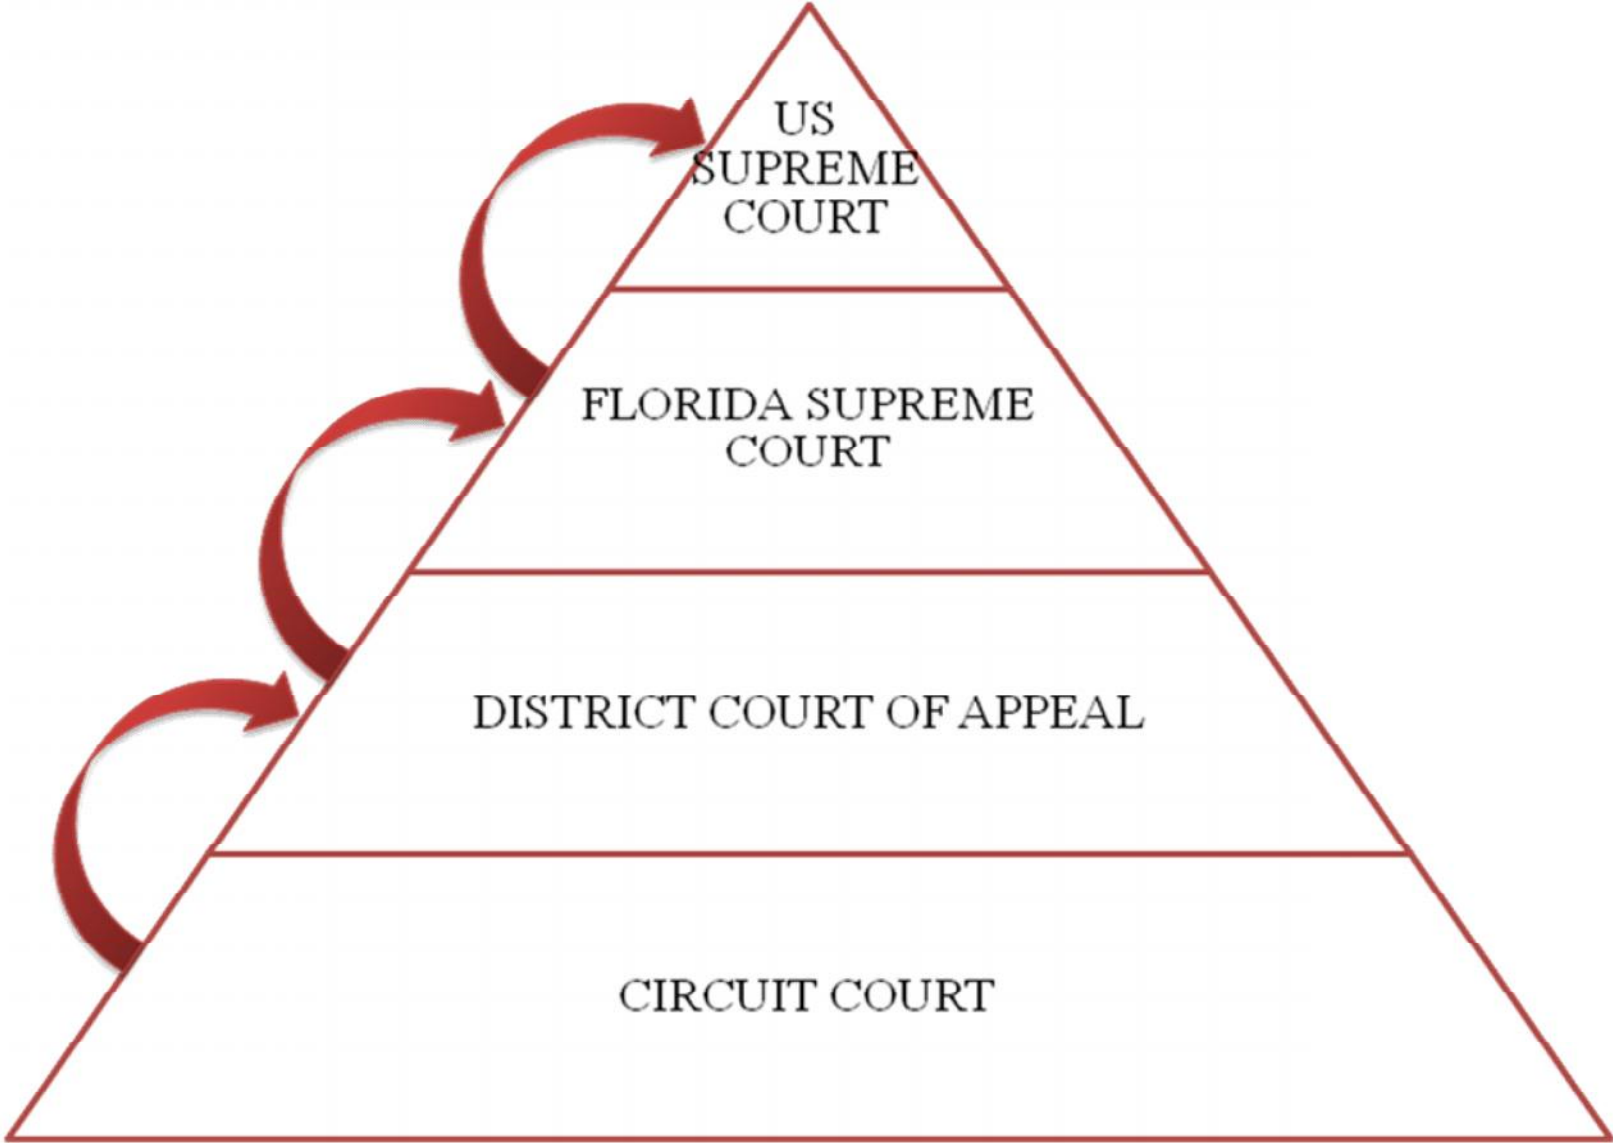 US
SUPREME
COURT
FLORIDA SUPREME
COURT
DISTRICT COURT OF APPEAL
CIRCUIT COURT